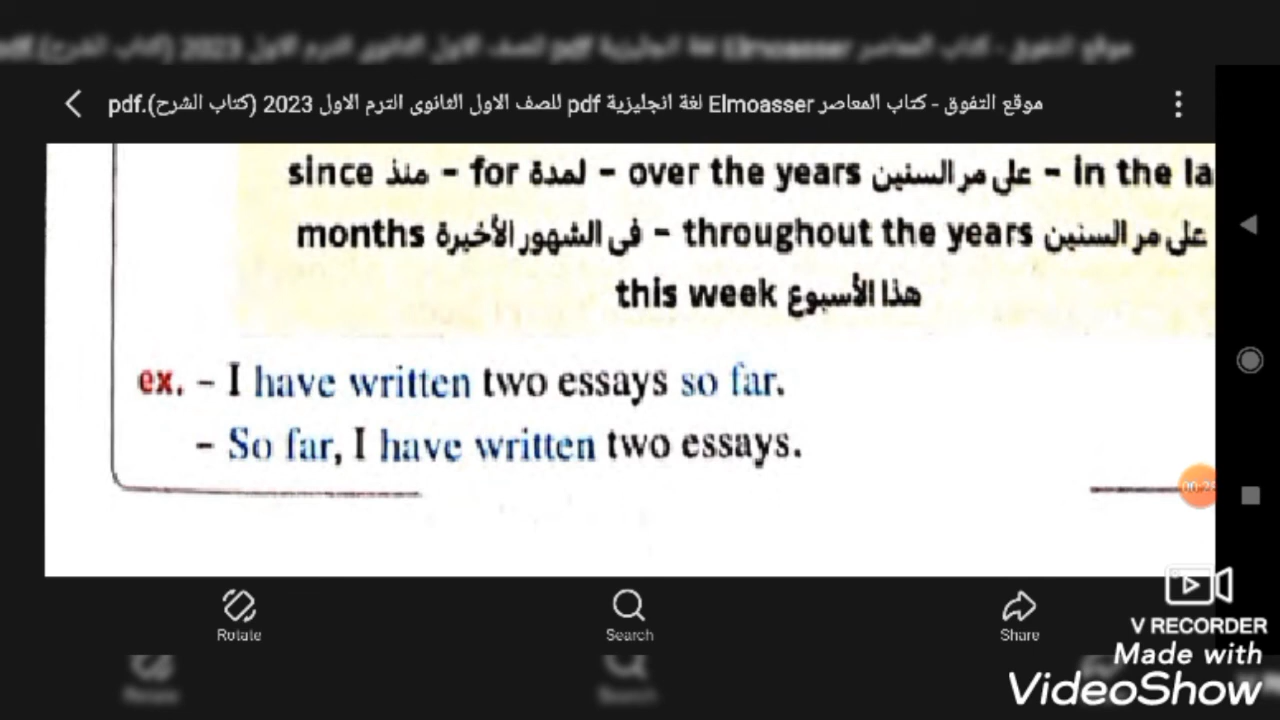 موقع التفوق - كتاب المعاصر Elmoasser لغة انجليزية pdf للصف الاول الثانوى الترم الاول 2023 (كتاب الشرح).pdf
since منذ - for لمدة - over the years على مر السنين - in the la
months فى الشهور الأخيرة - throughout the years على مر السنين
this week هذا الأسبوع
ex. - I have written two essays so far.
- So far, I have written two essays.
00:28
Rotate
Search
Share
V RECORDER
Made with
VideoShow